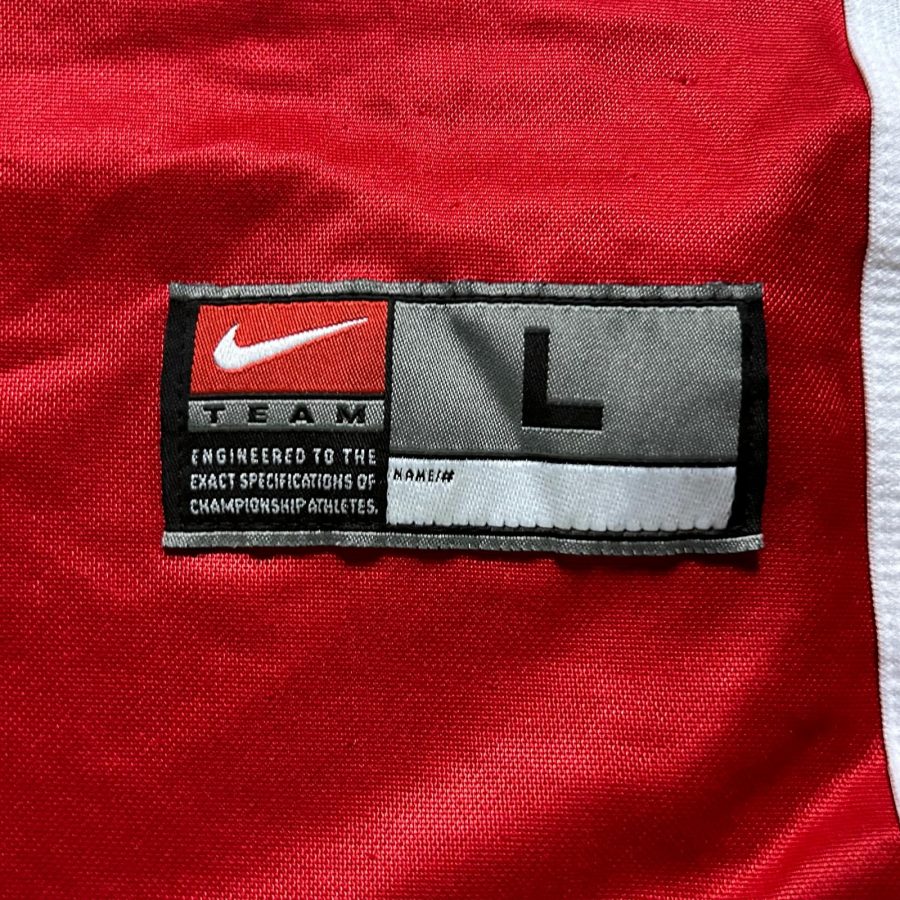 TEAM
ENGINEERED TO THE
EXACT SPECIFICATIONS OF
CHAMPIONSHIP ATHLETES.
L
NAME/#